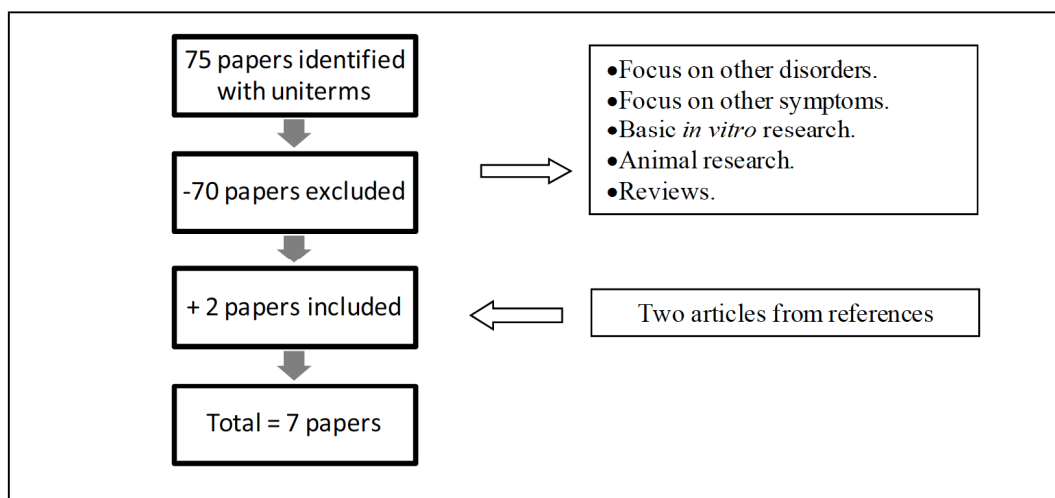 75 papers identified
with uniterms
•Focus on other disorders.
•Focus on other symptoms.
•Basic in vitro research.
•Animal research.
•Reviews.
-70 papers excluded
+ 2 papers included
Two articles from references
Total = 7 papers